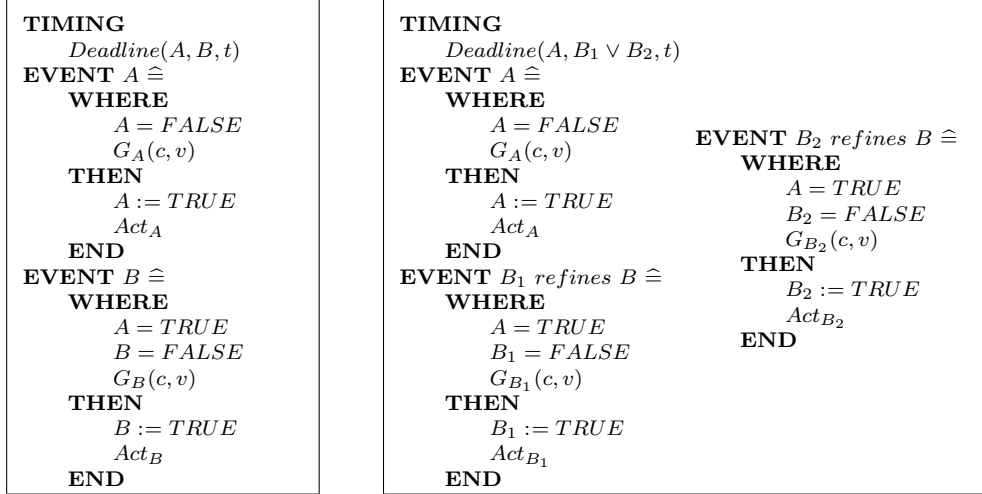 TIMING
Deadline(A, B, t)
EVENT A ≙
WHERE
A = FALSE
G_A(c, v)
THEN
A := TRUE
Act_A
END
EVENT B ≙
WHERE
A = TRUE
B = FALSE
G_B(c, v)
THEN
B := TRUE
Act_B
END
TIMING
Deadline(A, B_1 ∨ B_2, t)
EVENT A ≙
WHERE
A = FALSE
G_A(c, v)
THEN
A := TRUE
Act_A
END
EVENT B_1 refines B ≙
WHERE
A = TRUE
B_1 = FALSE
G_{B_1}(c, v)
THEN
B_1 := TRUE
Act_{B_1}
END
EVENT B_2 refines B ≙
WHERE
A = TRUE
B_2 = FALSE
G_{B_2}(c, v)
THEN
B_2 := TRUE
Act_{B_2}
END